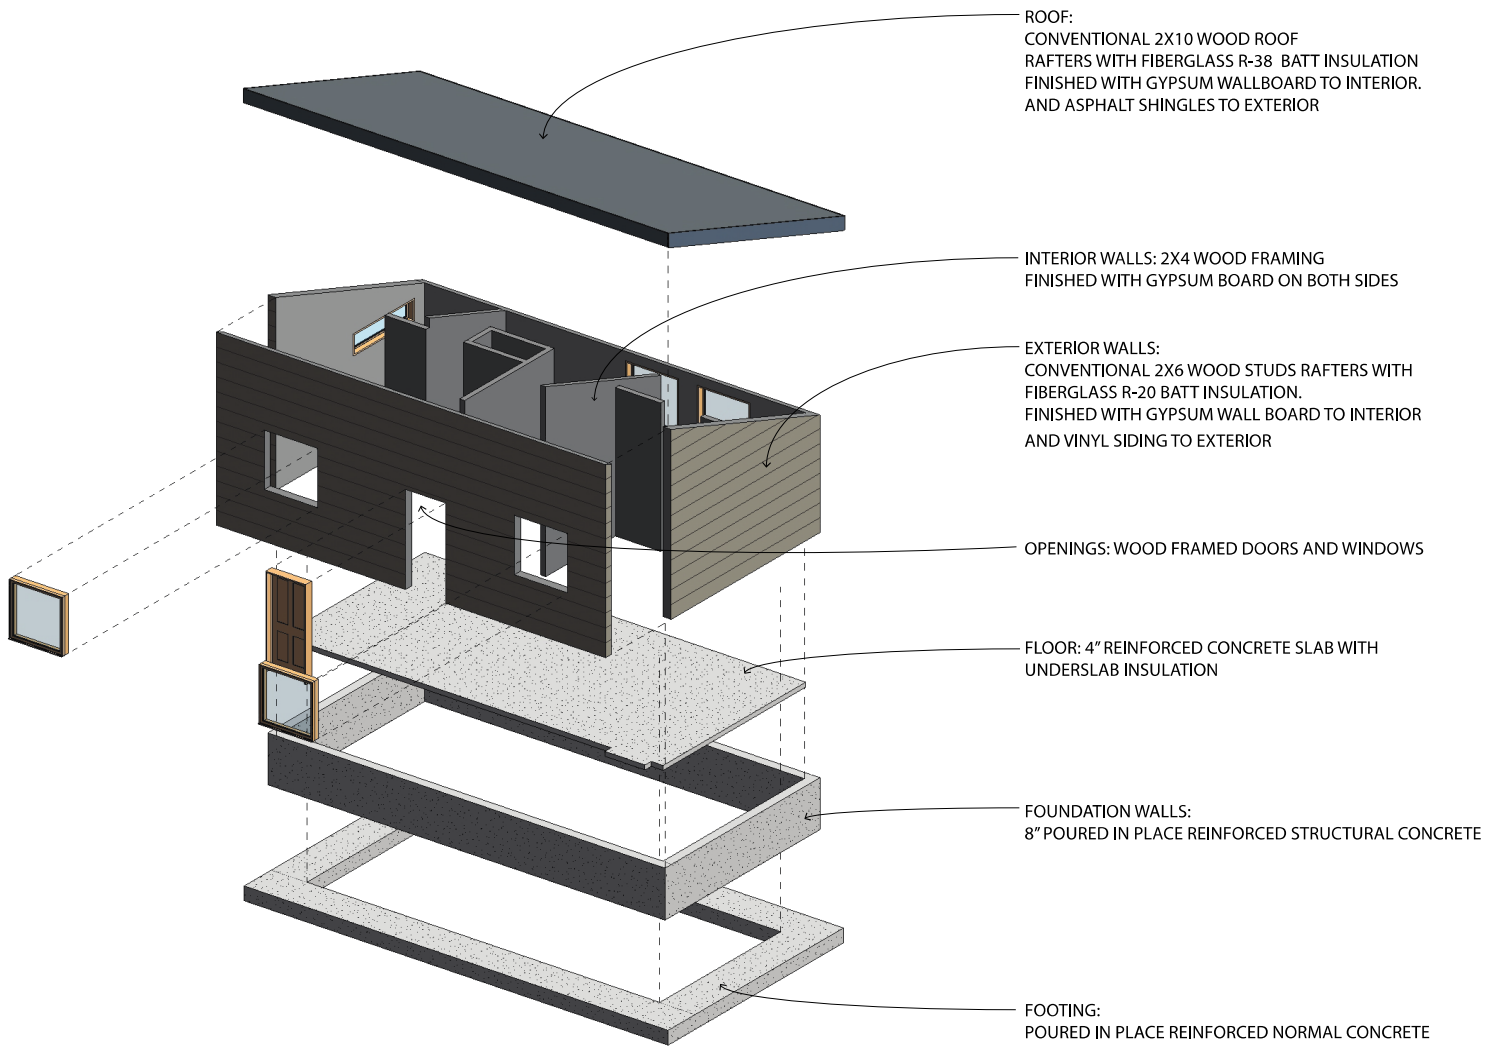 ROOF:
CONVENTIONAL 2X10 WOOD ROOF
RAFTERS WITH FIBERGLASS R-38 BATT INSULATION
FINISHED WITH GYPSUM WALLBOARD TO INTERIOR.
AND ASPHALT SHINGLES TO EXTERIOR
INTERIOR WALLS: 2X4 WOOD FRAMING
FINISHED WITH GYPSUM BOARD ON BOTH SIDES
EXTERIOR WALLS:
CONVENTIONAL 2X6 WOOD STUDS RAFTERS WITH
FIBERGLASS R-20 BATT INSULATION.
FINISHED WITH GYPSUM WALL BOARD TO INTERIOR
AND VINYL SIDING TO EXTERIOR
OPENINGS: WOOD FRAMED DOORS AND WINDOWS
FLOOR: 4” REINFORCED CONCRETE SLAB WITH
UNDERSLAB INSULATION
FOUNDATION WALLS:
8” POURED IN PLACE REINFORCED STRUCTURAL CONCRETE
FOOTING:
POURED IN PLACE REINFORCED NORMAL CONCRETE